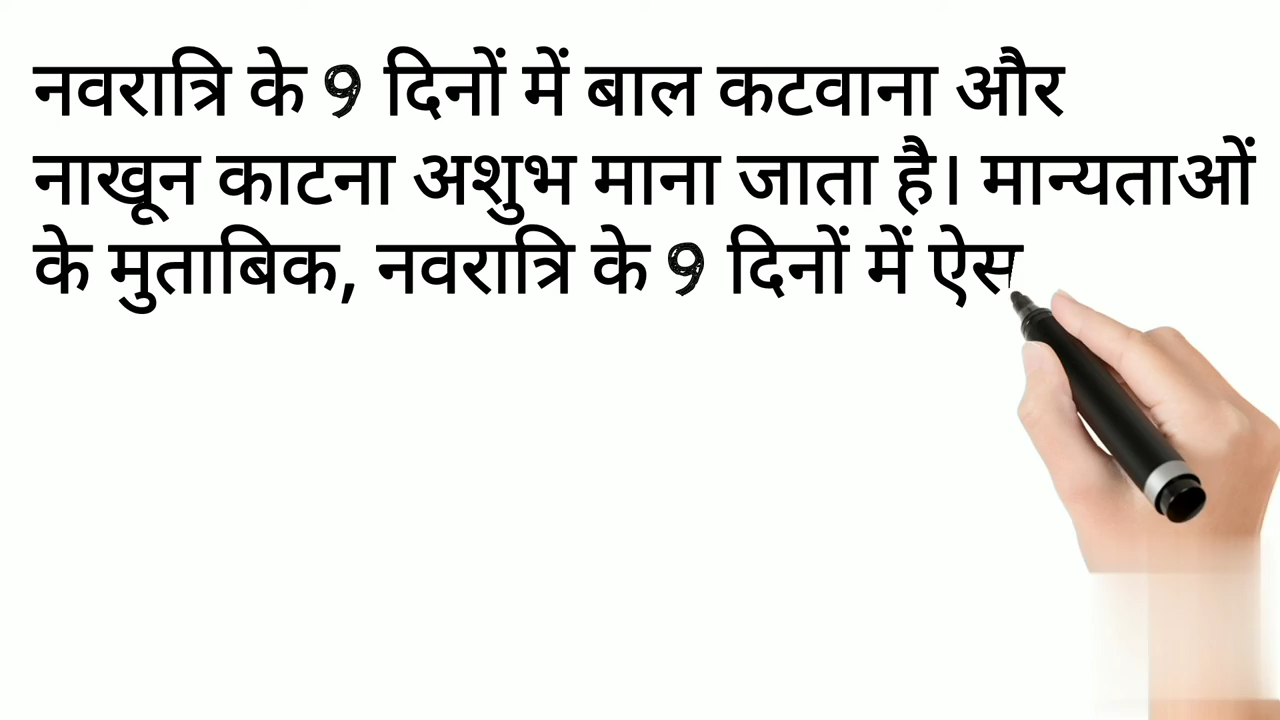 नवरात्रि के 9 दिनों में बाल कटवाना और
नाखून काटना अशुभ माना जाता है। मान्यताओं
के मुताबिक, नवरात्रि के 9 दिनों में ऐस